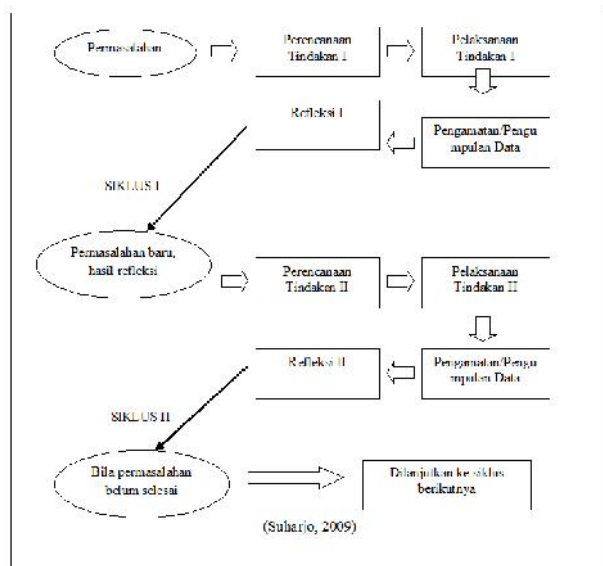 Permasalahan
Perencanaan
Tindakan I
Pelaksanaan
Tindakan I
Refleksi I
Pengamatan/Pengu
mpulan Data
SIKLUS I
Permasalahan baru,
hasil refleksi
Perencanaan
Tindakan II
Pelaksanaan
Tindakan II
Refleksi II
Pengamatan/Pengu
mpulan Data
SIKLUS II
Bila permasalahan
belum selesai
Dilanjutkan ke siklus
berikutnya
(Suharjo, 2009)